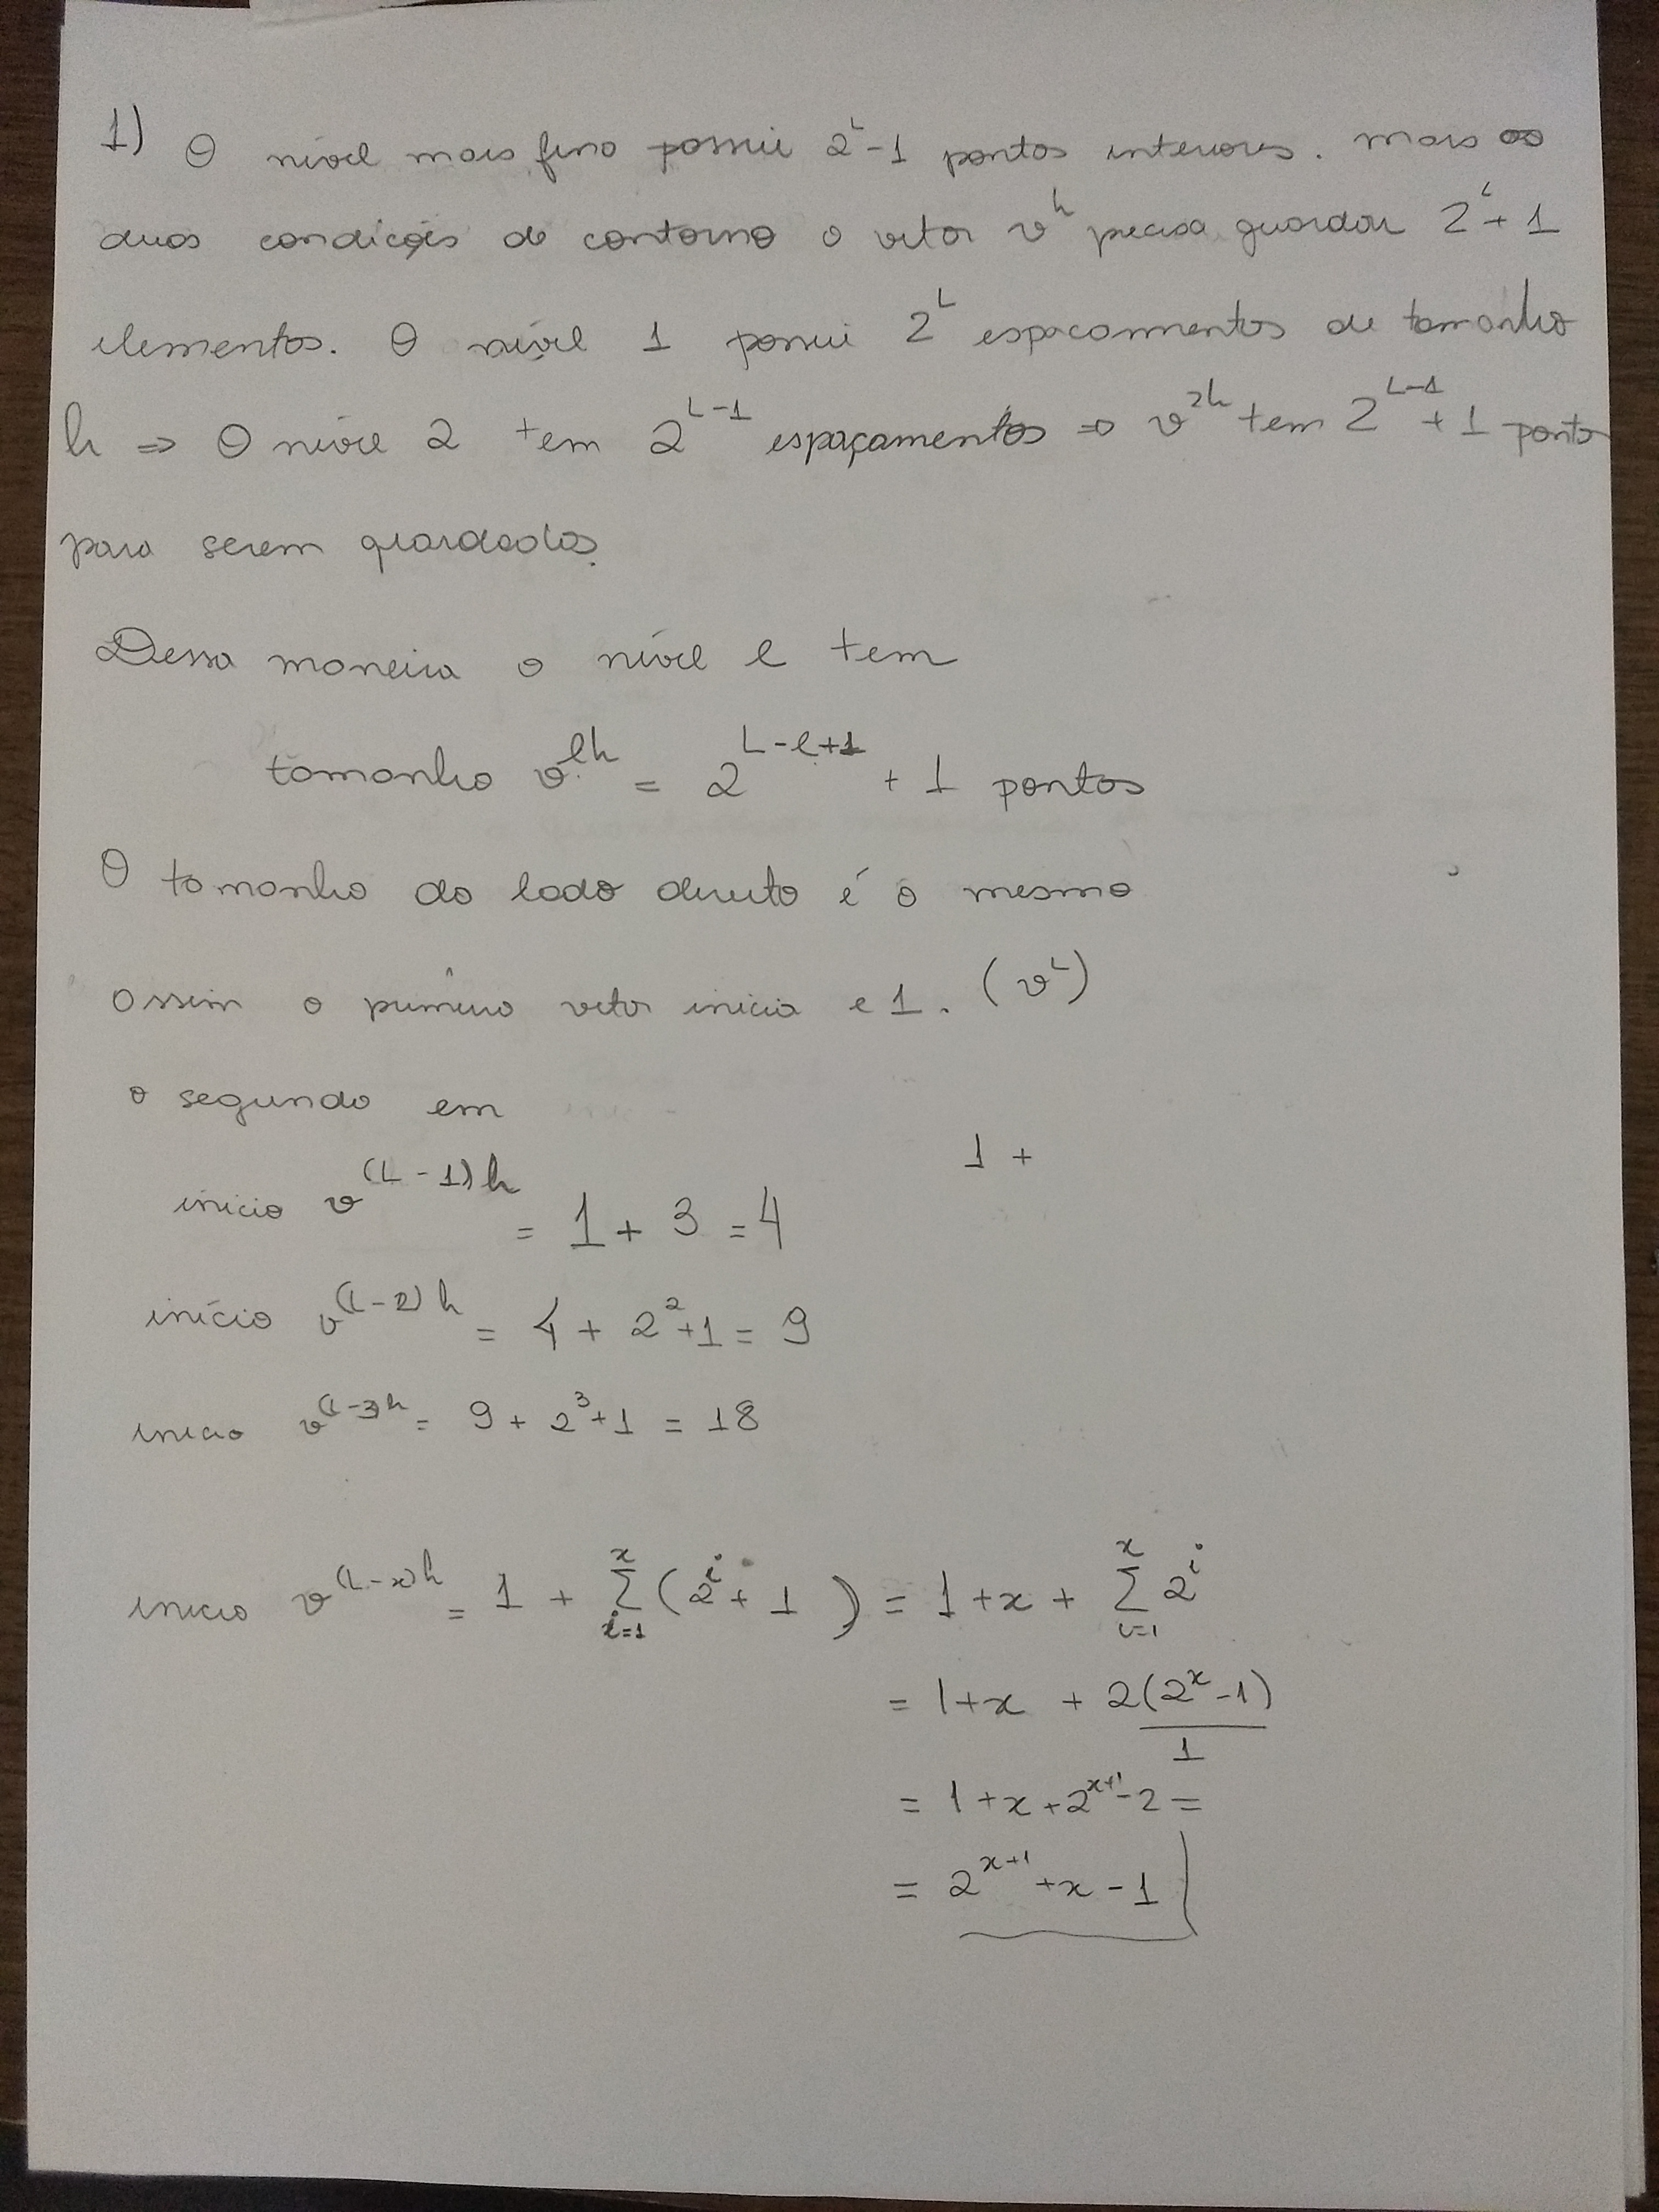 1) O nível mais fino possui 2^L - 1 pontos interiores. mais as
duas condições de contorno o vetor v^h precisa guardar 2^L + 1
elementos. O nível 1 possui 2^L espaçamentos de tamanho
h ⇒ O nível 2 tem 2^{L-1} espaçamentos ⇒ v^{2h} tem 2^{L-1} + 1 ponto
para serem guardados.
Dessa maneira o nível l tem
tamanho v^{lh} = 2^{L-l+1} + 1 pontos
O tamanho do lado direito é o mesmo
assim o primeiro vetor inicia e 1. (v^L)
o segundo em
1 +
inicio v^{(L-1)h} = 1 + 3 = 4
início v^{(L-2)h} = 4 + 2^2 + 1 = 9
inicio v^{(L-3)h} = 9 + 2^3 + 1 = 18
inicio v^{(L-x)h} = 1 + \sum_{i=1}^{x} (2^i + 1) = 1 + x + \sum_{i=1}^{x} 2^i
= 1 + x + 2(2^x - 1)/1
= 1 + x + 2^{x+1} - 2 =
= 2^{x+1} + x - 1